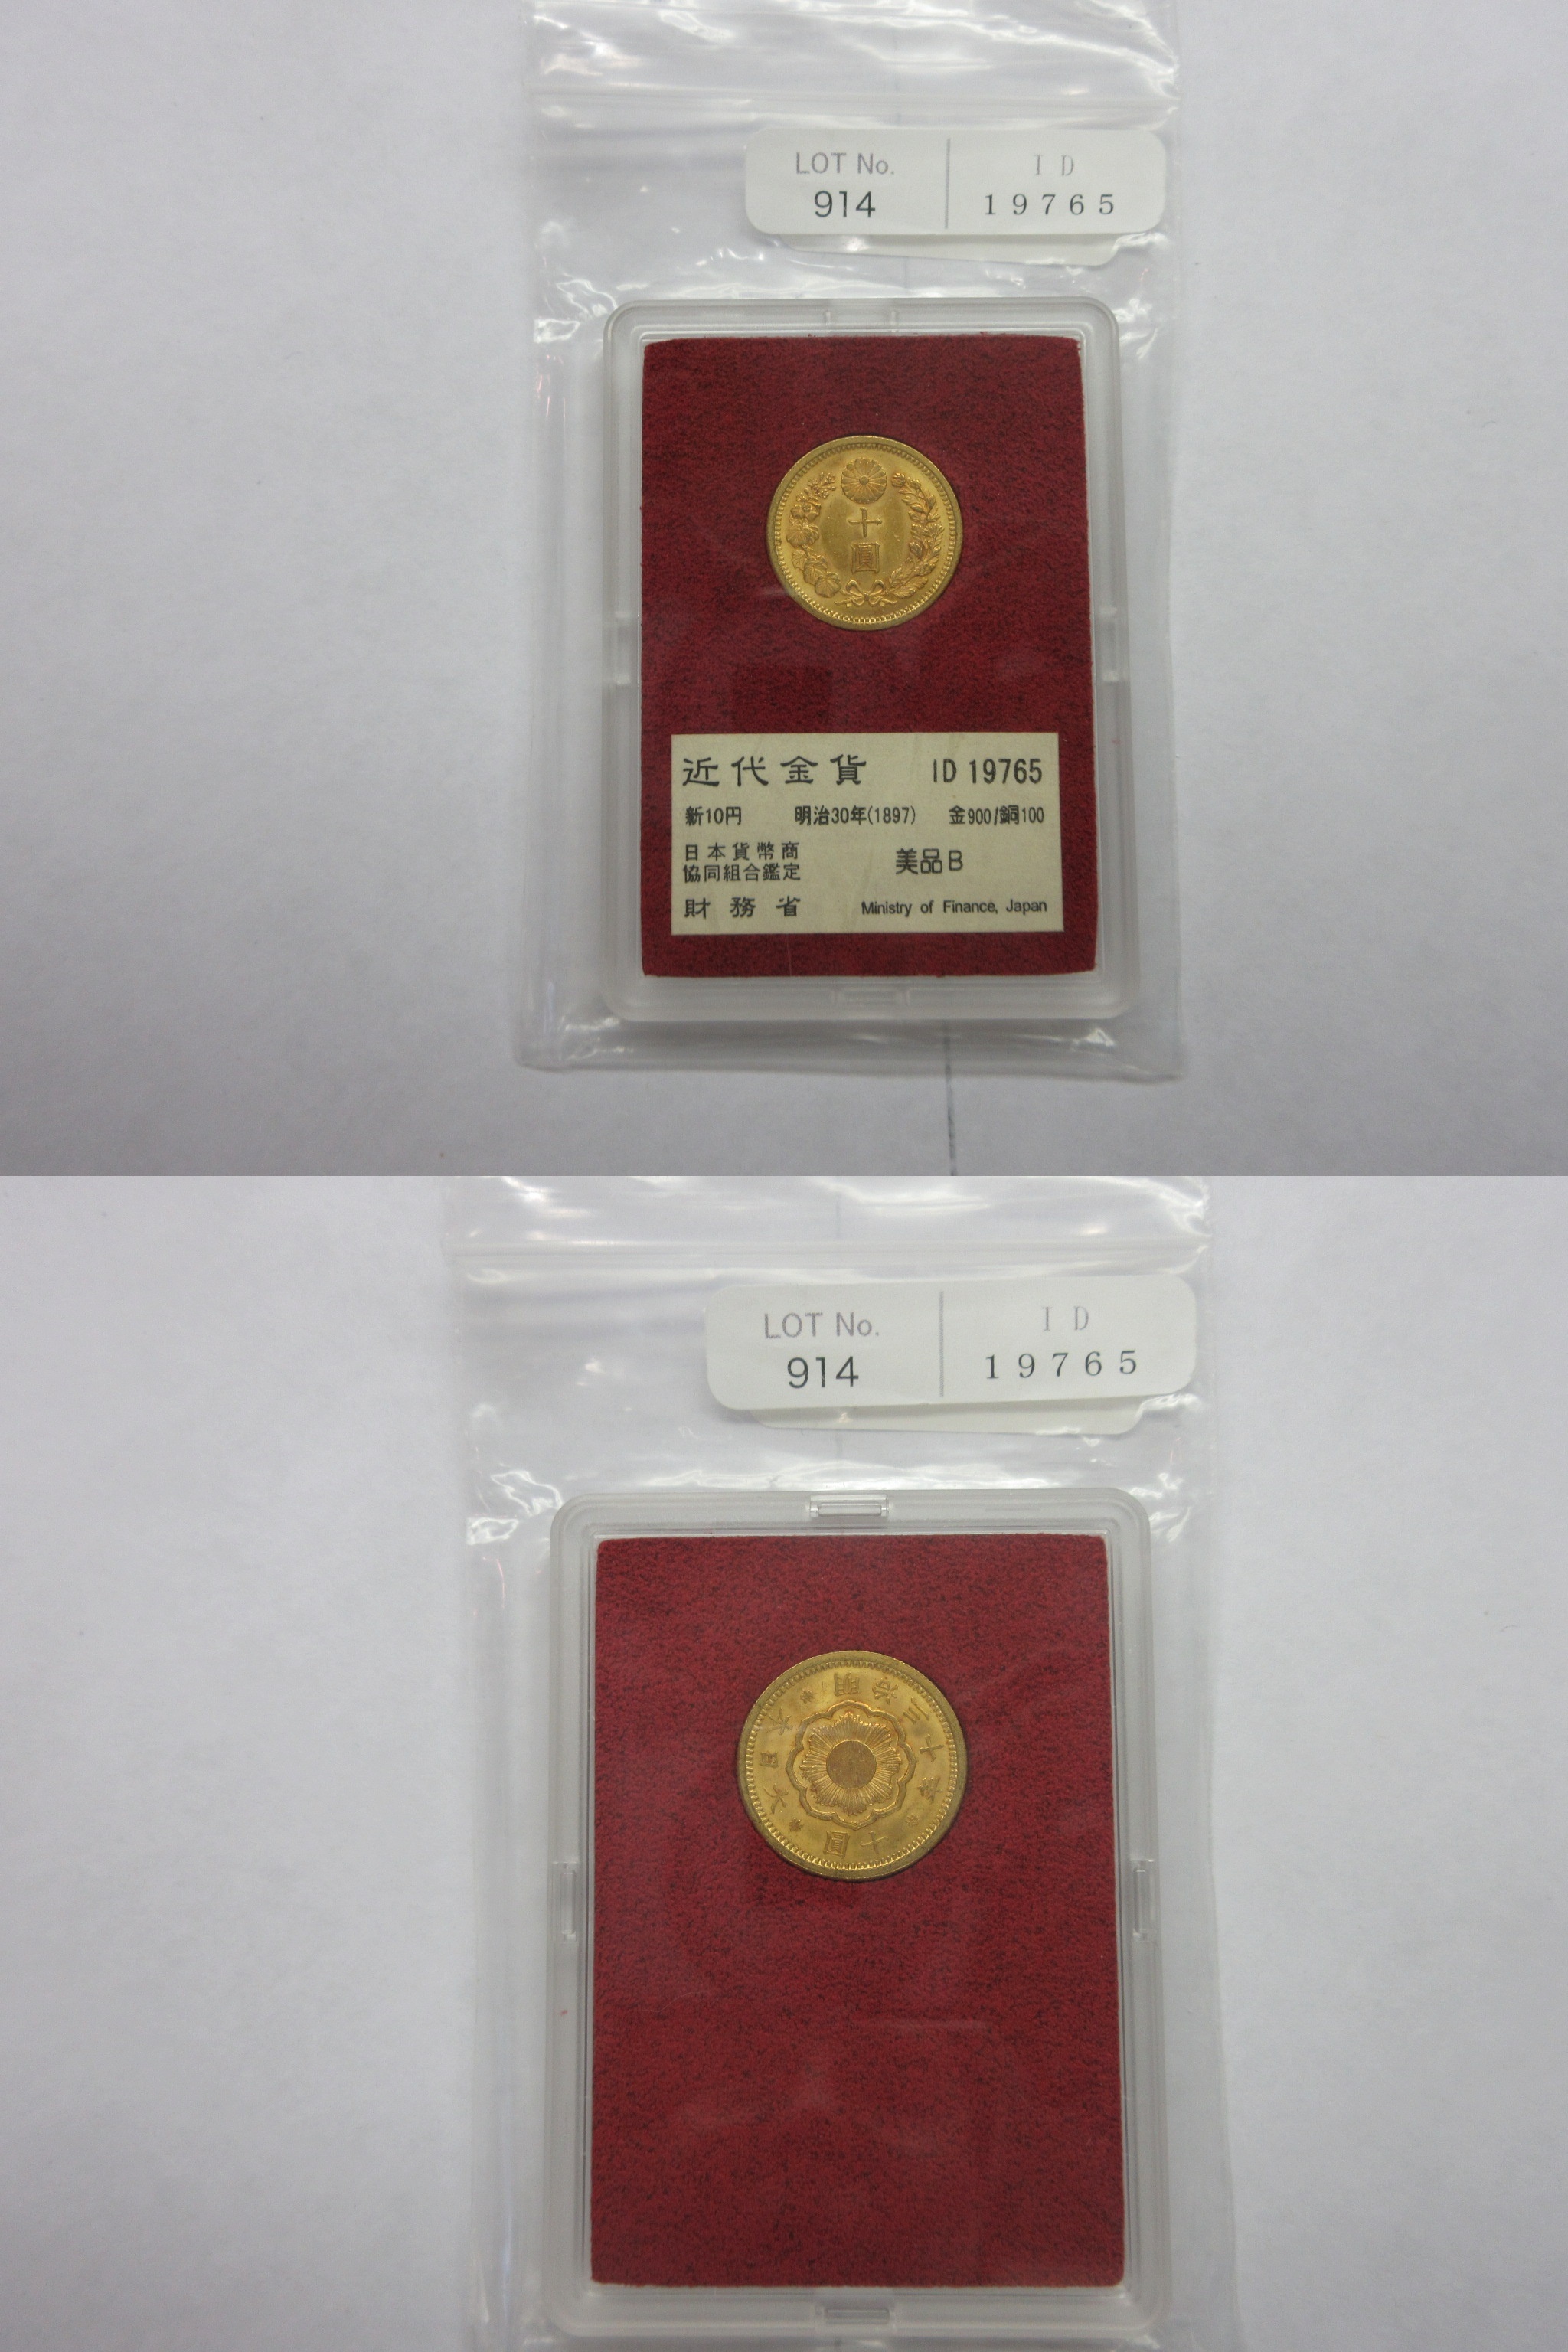 LOT No. ID
914 19765
十
圓
近代金貨 ID 19765
新10円 明治30年(1897) 金900/銅100
日本貨幣商
協同組合鑑定 美品B
財務省 Ministry of Finance, Japan
LOT No. ID
914 19765
明治三十年
大日本
十圓